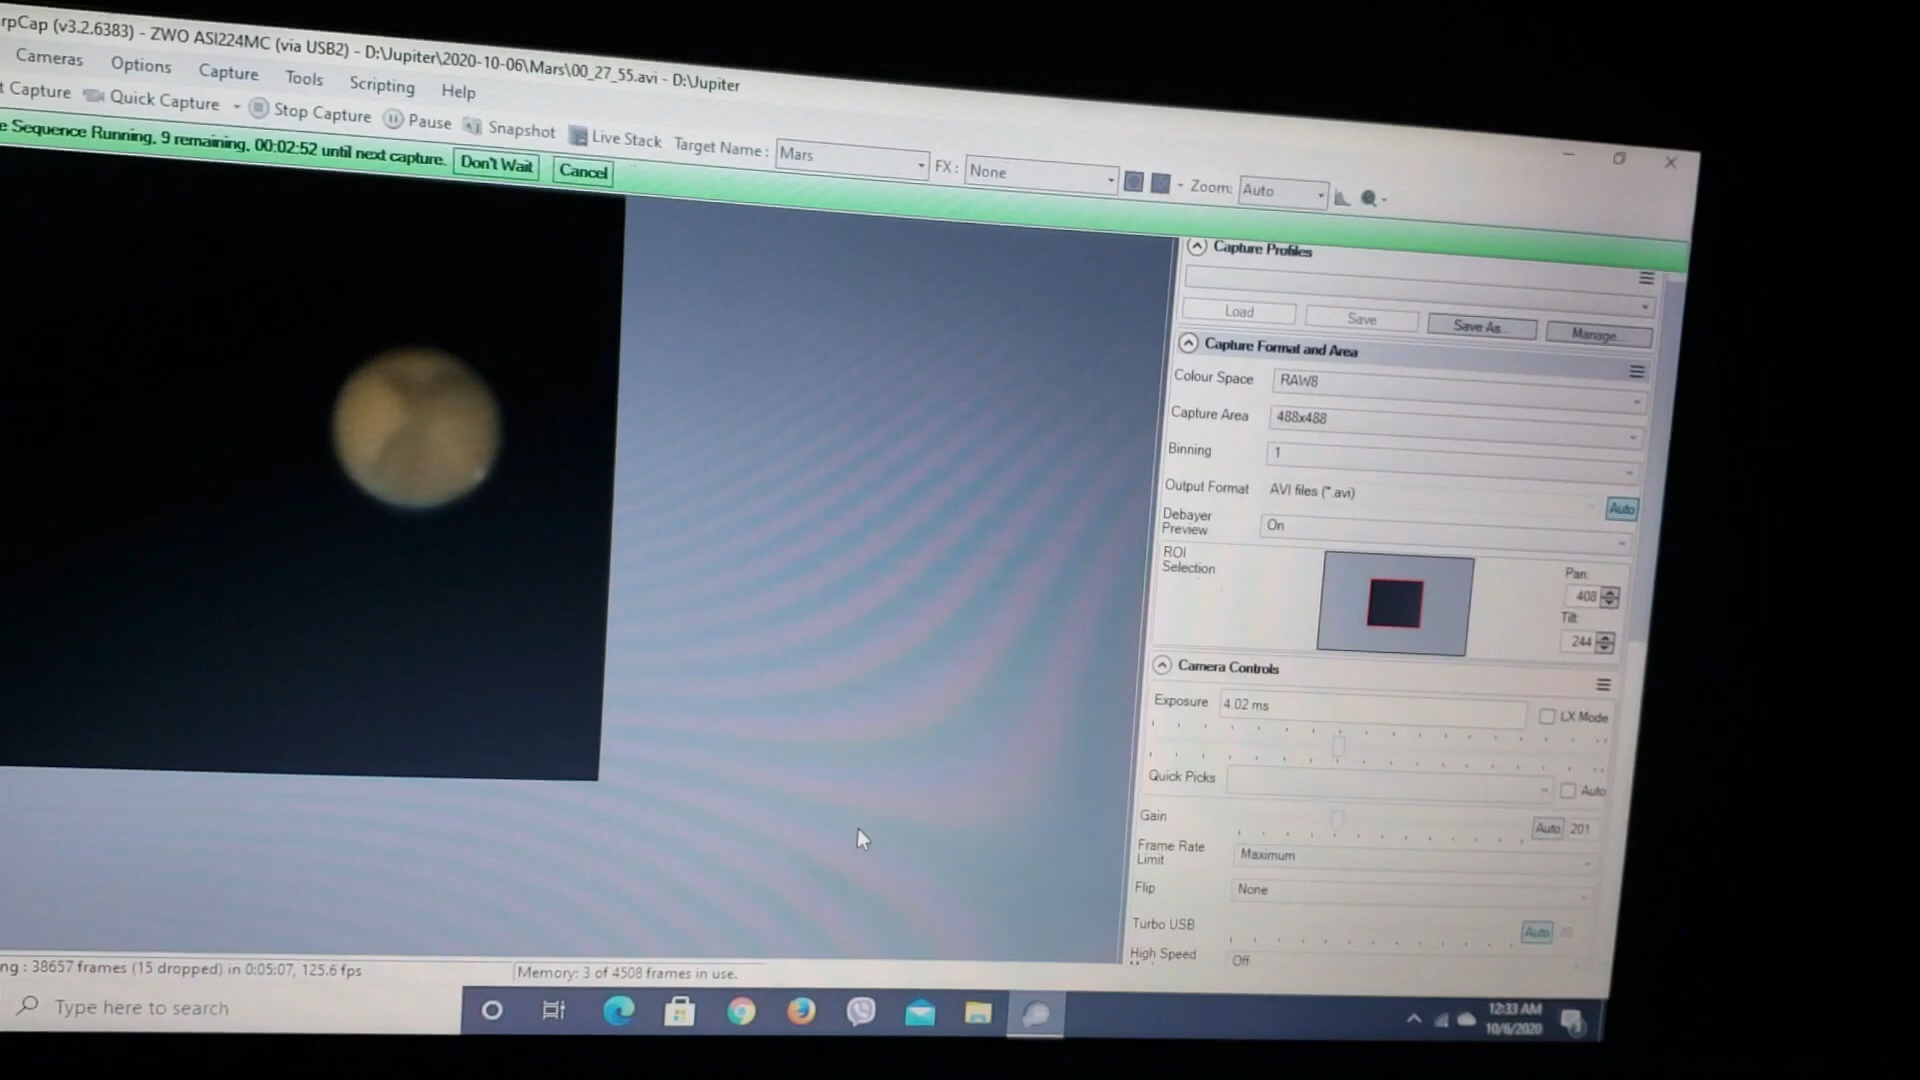 rpCap (v3.2.6383) - ZWO ASI224MC (via USB2) - D:\Jupiter\2020-10-06\Mars\00_27_55.avi - D:\Jupiter
Cameras Options Capture Tools Scripting Help
t Capture Quick Capture Stop Capture Pause Snapshot Live Stack Target Name : Mars FX : None Zoom: Auto
e Sequence Running, 9 remaining, 00:02:52 until next capture. Don't Wait Cancel
Capture Profiles
Load Save Save As... Manage...
Capture Format and Area
Colour Space RAW8
Capture Area 488x488
Binning 1
Output Format AVI files (*.avi) Auto
Debayer Preview On
ROI Selection
Pan: 408
Tilt: 244
Camera Controls
Exposure 4.02 ms LX Mode
Quick Picks Auto
Gain Auto 201
Frame Rate Limit Maximum
Flip None
Turbo USB Auto
High Speed Off
ng : 38657 frames (15 dropped) in 0:05:07, 125.6 fps Memory: 3 of 4508 frames in use.
Type here to search
12:33 AM
10/6/2020